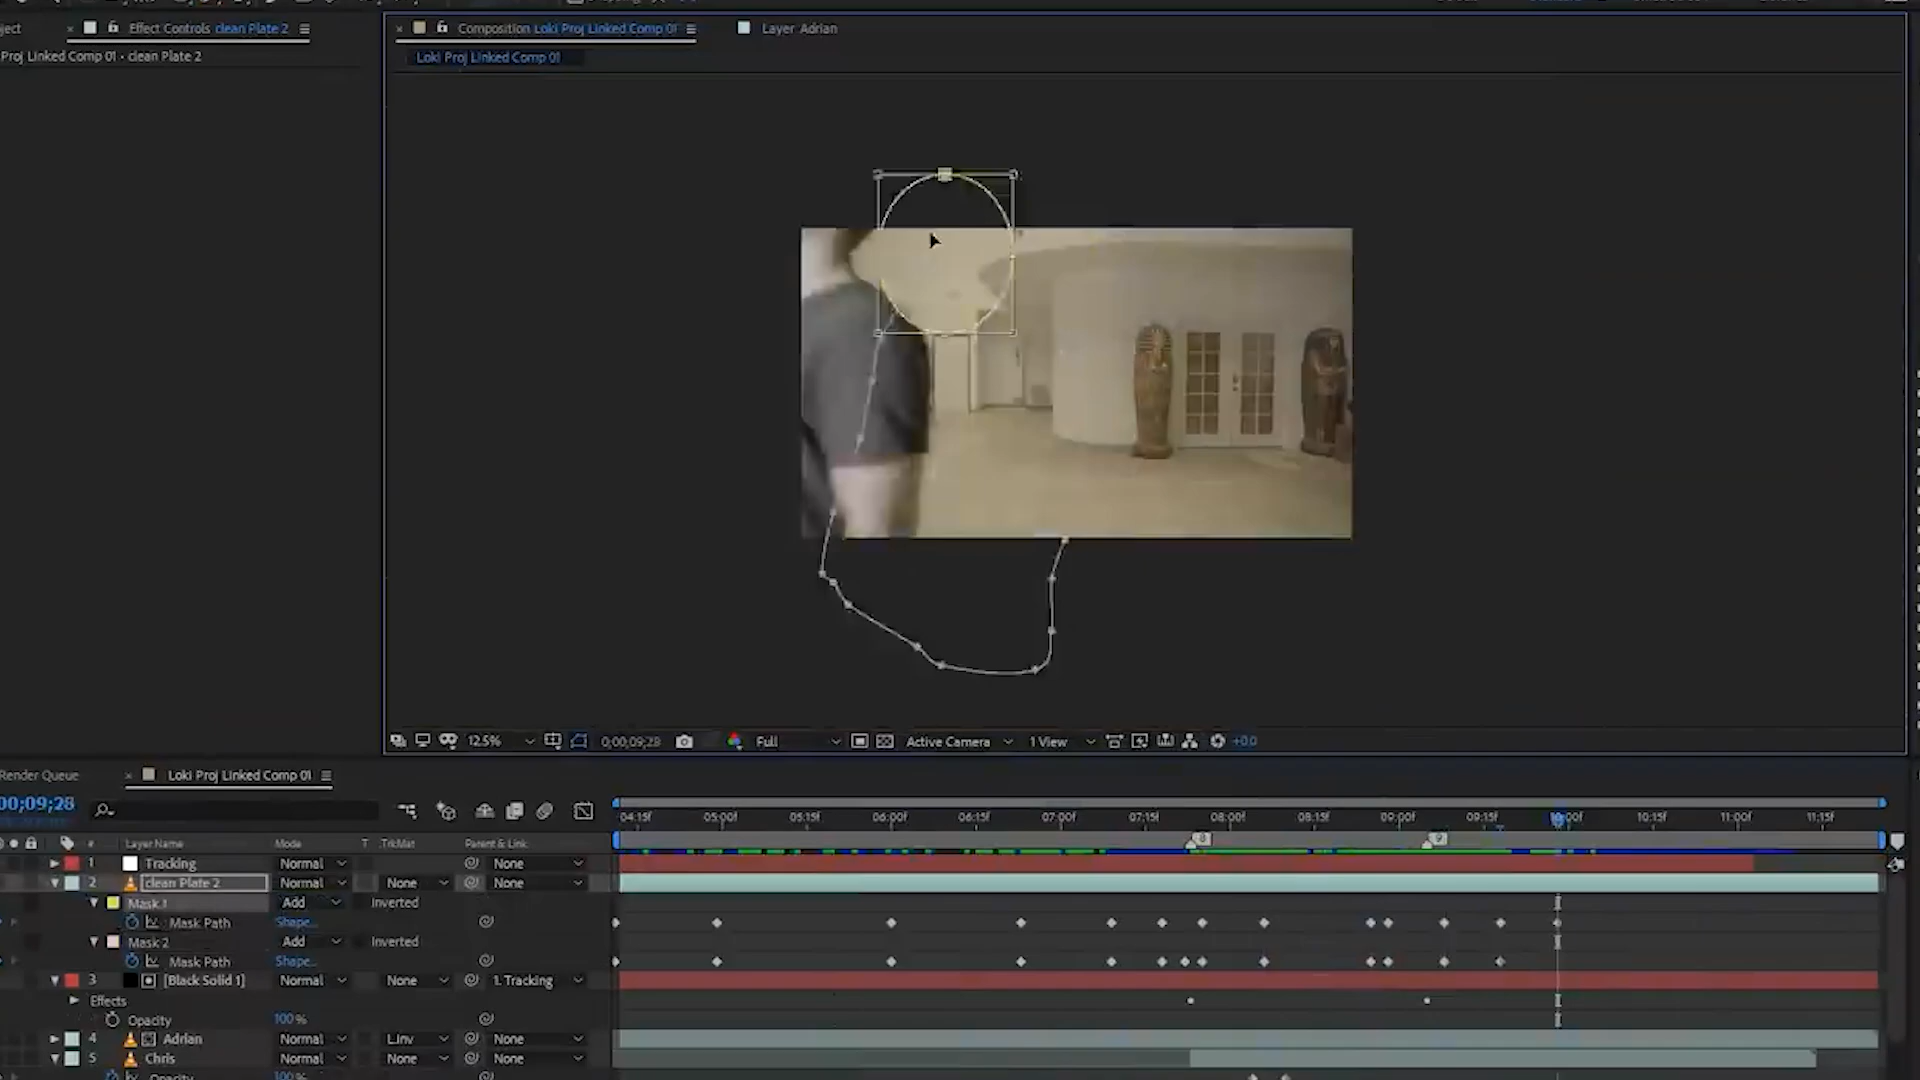 ject
Effect Controls clean Plate 2
Composition Loki Proj Linked Comp 01
Layer Adrian
Proj Linked Comp 01 • clean Plate 2
Loki Proj Linked Comp 01
12.5%
0;00;09;28
Full
Active Camera
1 View
+0.0
Render Queue
Loki Proj Linked Comp 01
00;09;28
04:15f
05:00f
05:15f
06:00f
06:15f
07:00f
07:15f
08:00f
08:15f
09:00f
09:15f
10:00f
10:15f
11:00f
11:15f
# Layer Name Mode T .TrkMat Parent & Link
8
9
1 Tracking Normal None
2 clean Plate 2 Normal None None
Mask 1 Add Inverted
Mask Path Shape...
Mask 2 Add Inverted
Mask Path Shape...
3 [Black Solid 1] Normal None 1. Tracking
Effects
Opacity 100%
4 Adrian Normal L.Inv None
5 Chris Normal None None
Opacity 100%